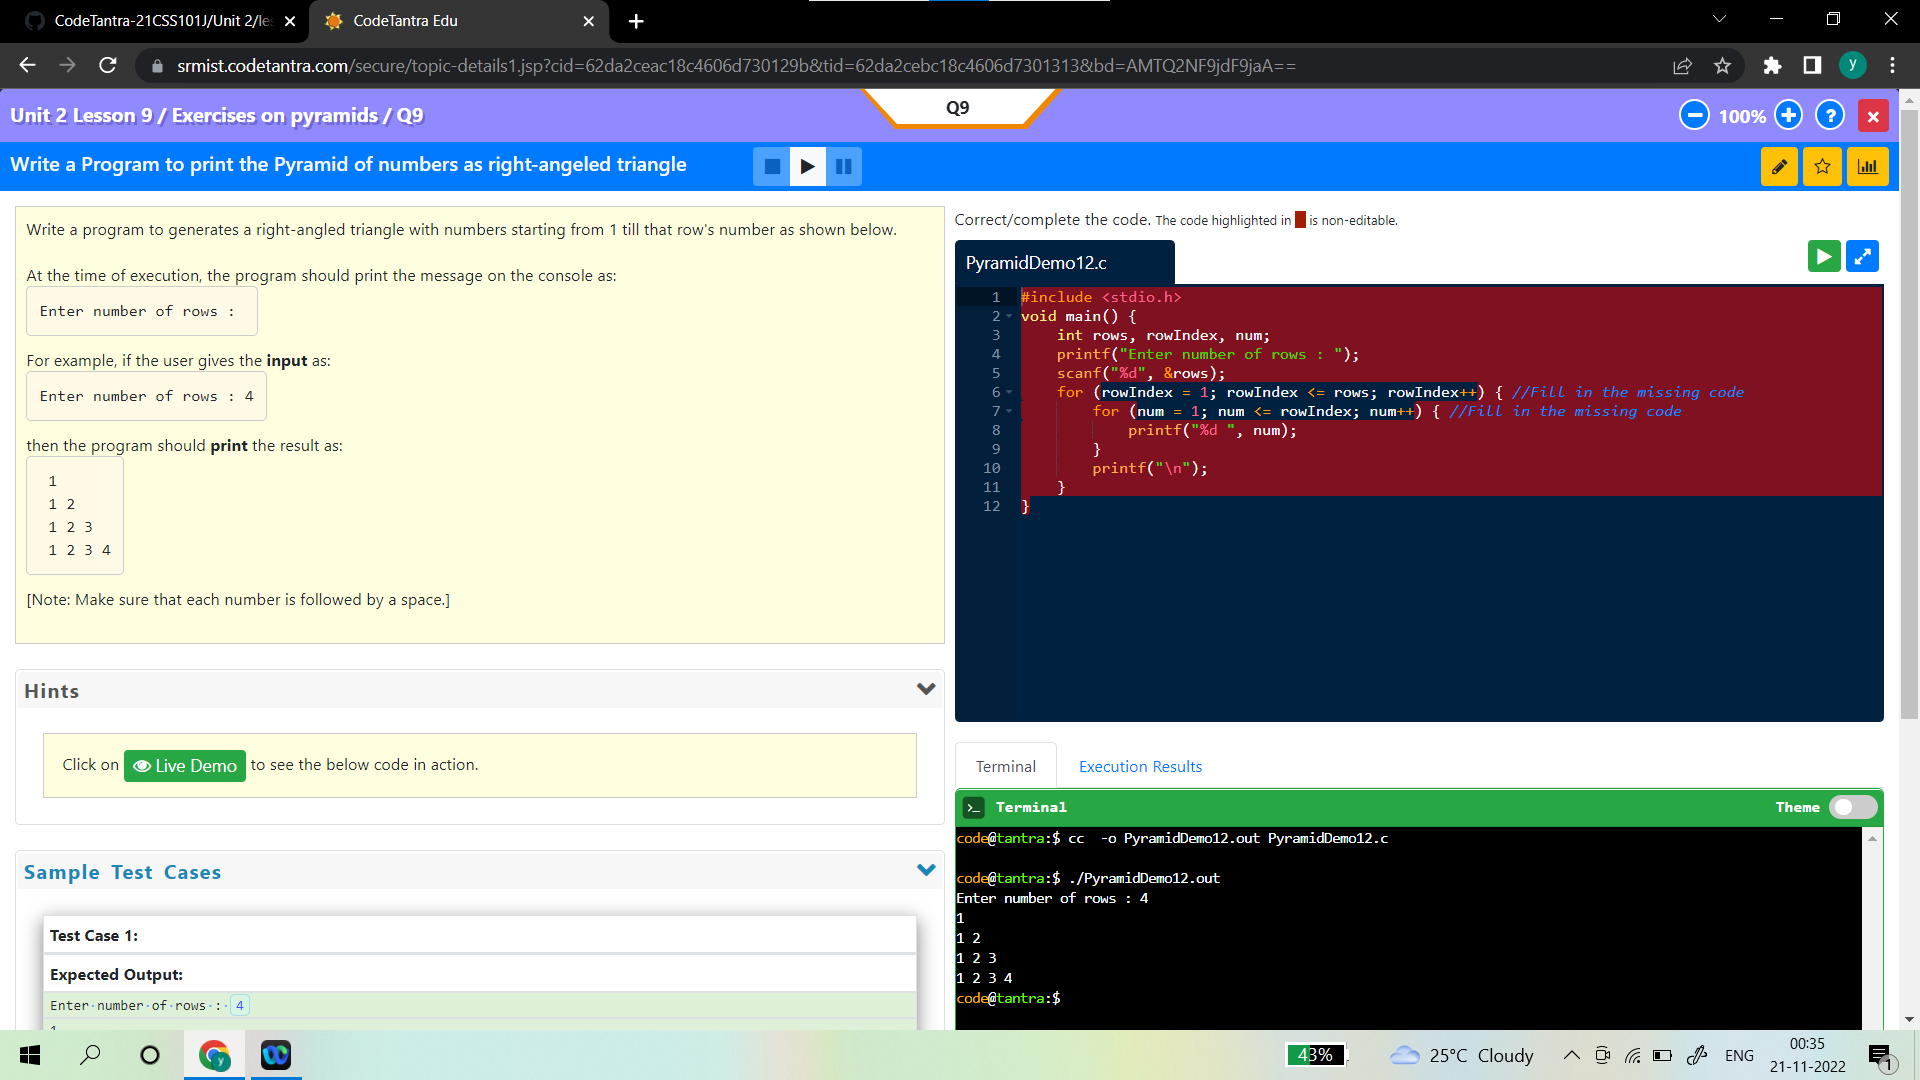 CodeTantra-21CSS101J/Unit 2/les
CodeTantra Edu
srmist.codetantra.com/secure/topic-details1.jsp?cid=62da2ceac18c4606d730129b&tid=62da2cebc18c4606d7301313&bd=AMTQ2NF9jdF9jaA==
y
Unit 2 Lesson 9 / Exercises on pyramids / Q9
Q9
100%
?
Write a Program to print the Pyramid of numbers as right-angeled triangle
Write a program to generates a right-angled triangle with numbers starting from 1 till that row's number as shown below.
At the time of execution, the program should print the message on the console as:
Enter number of rows :
For example, if the user gives the input as:
Enter number of rows : 4
then the program should print the result as:
1
1 2
1 2 3
1 2 3 4
[Note: Make sure that each number is followed by a space.]
Hints
Click on Live Demo to see the below code in action.
Sample Test Cases
Test Case 1:
Expected Output:
Enter·number·of·rows·:·4
Correct/complete the code. The code highlighted in is non-editable.
PyramidDemo12.c
1 #include <stdio.h>
2 void main() {
3 int rows, rowIndex, num;
4 printf("Enter number of rows : ");
5 scanf("%d", &rows);
6 for (rowIndex = 1; rowIndex <= rows; rowIndex++) { //Fill in the missing code
7 for (num = 1; num <= rowIndex; num++) { //Fill in the missing code
8 printf("%d ", num);
9 }
10 printf("\n");
11 }
12 }
Terminal
Execution Results
Terminal
Theme
code@tantra:$ cc -o PyramidDemo12.out PyramidDemo12.c
code@tantra:$ ./PyramidDemo12.out
Enter number of rows : 4
1
1 2
1 2 3
1 2 3 4
code@tantra:$
y
43%
25°C Cloudy
ENG
00:35
21-11-2022
1